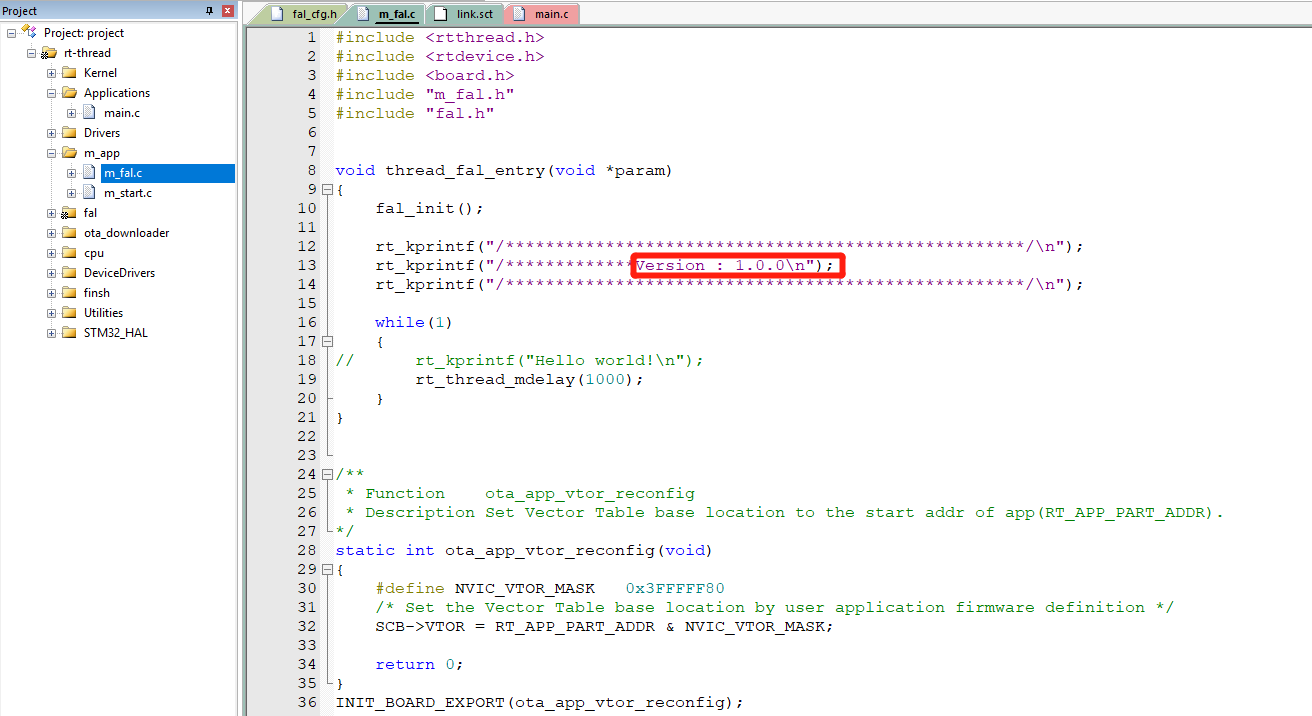 Project
Project: project
rt-thread
Kernel
Applications
main.c
Drivers
m_app
m_fal.c
m_start.c
fal
ota_downloader
cpu
DeviceDrivers
finsh
Utilities
STM32_HAL
fal_cfg.h m_fal.c link.sct main.c
1 #include <rtthread.h>
2 #include <rtdevice.h>
3 #include <board.h>
4 #include "m_fal.h"
5 #include "fal.h"
6
7
8 void thread_fal_entry(void *param)
9 {
10 fal_init();
11
12 rt_kprintf("/****************************************************/\n");
13 rt_kprintf("/*************Version : 1.0.0\n");
14 rt_kprintf("/****************************************************/\n");
15
16 while(1)
17 {
18 // rt_kprintf("Hello world!\n");
19 rt_thread_mdelay(1000);
20 }
21 }
22
23
24 /**
25 * Function ota_app_vtor_reconfig
26 * Description Set Vector Table base location to the start addr of app(RT_APP_PART_ADDR).
27 */
28 static int ota_app_vtor_reconfig(void)
29 {
30 #define NVIC_VTOR_MASK 0x3FFFFF80
31 /* Set the Vector Table base location by user application firmware definition */
32 SCB->VTOR = RT_APP_PART_ADDR & NVIC_VTOR_MASK;
33
34 return 0;
35 }
36 INIT_BOARD_EXPORT(ota_app_vtor_reconfig);